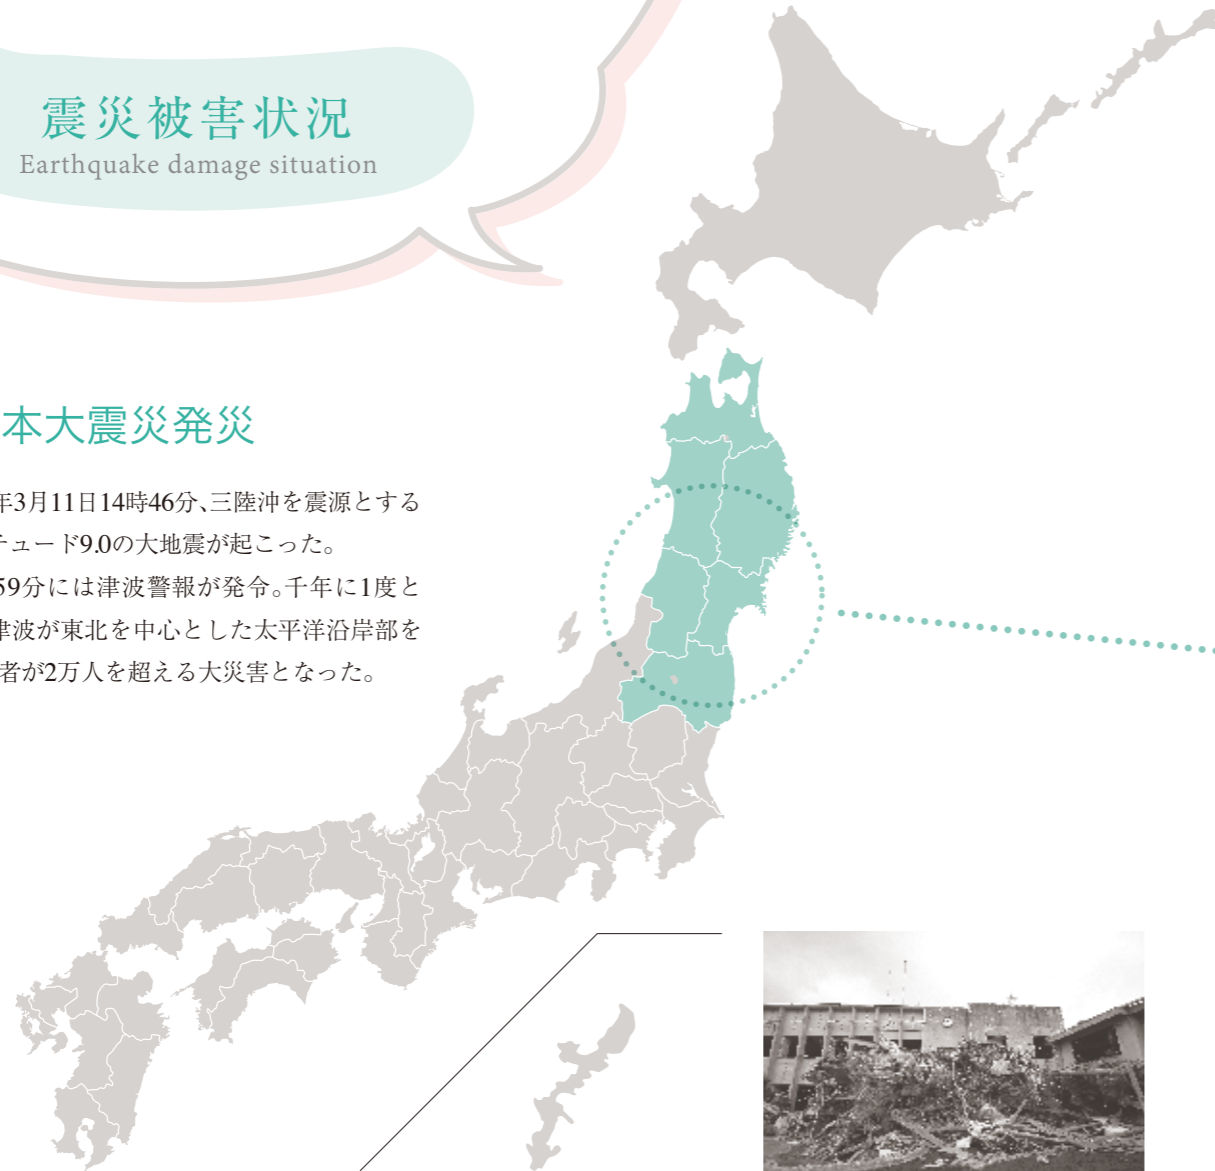 震災被害状況
Earthquake damage situation
本大震災発災
年3月11日14時46分、三陸沖を震源とする
チュード9.0の大地震が起こった。
59分には津波警報が発令。千年に1度と
津波が東北を中心とした太平洋沿岸部を
者が2万人を超える大災害となった。